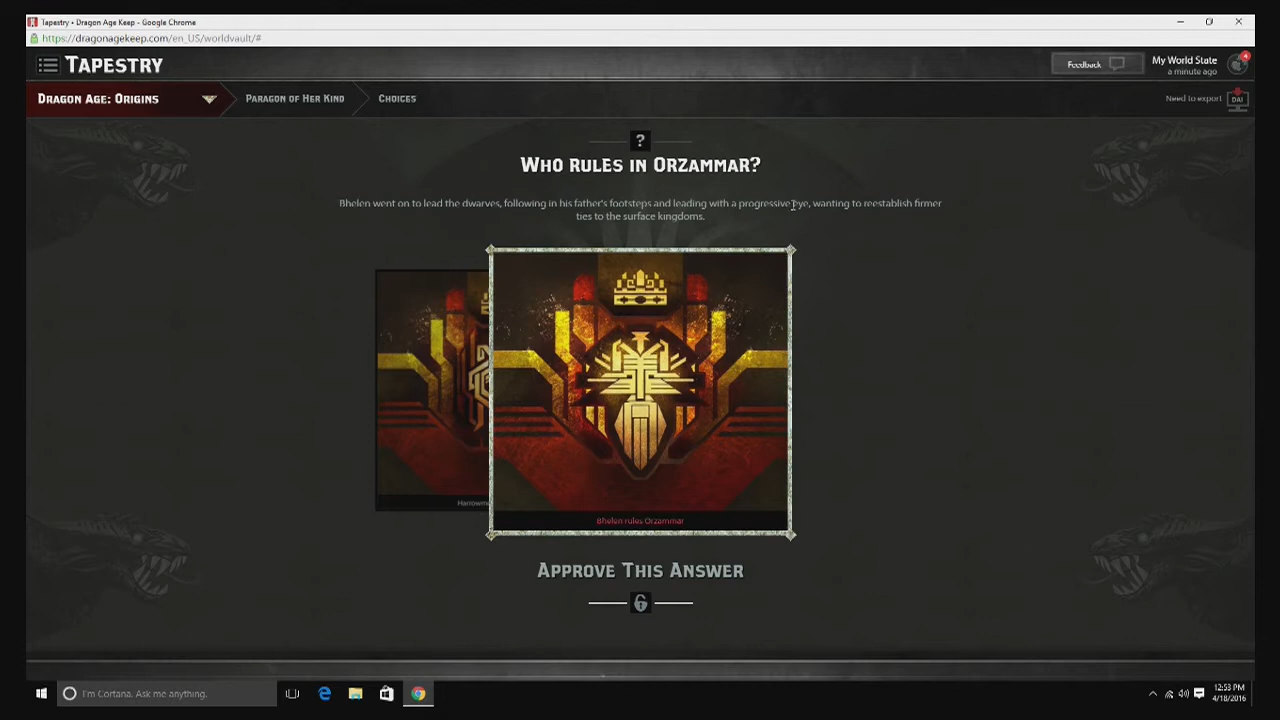 Tapestry • Dragon Age Keep - Google Chrome
https://dragonagekeep.com/en_US/worldvault/#
TAPESTRY
Feedback
My World State
a minute ago
4
DRAGON AGE: ORIGINS
PARAGON OF HER KIND
CHOICES
Need to export
DAI
?
WHO RULES IN ORZAMMAR?
Bhelen went on to lead the dwarves, following in his father's footsteps and leading with a progressive eye, wanting to reestablish firmer
ties to the surface kingdoms.
Bhelen rules Orzammar
APPROVE THIS ANSWER
I'm Cortana. Ask me anything.
12:53 PM
4/18/2016